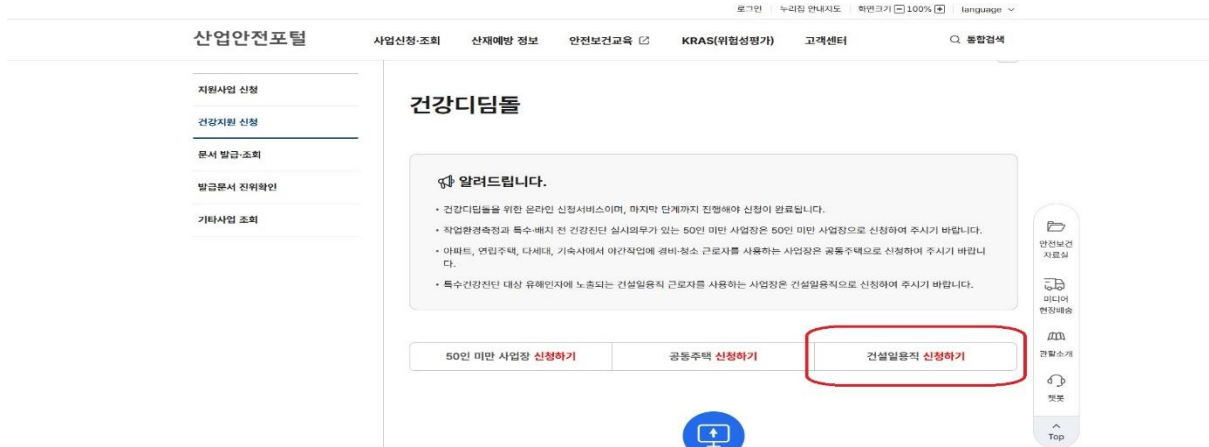 로그인 누리집 안내지도 화면크기 100% language
산업안전포털 사업신청·조회 산재예방 정보 안전보건교육 KRAS(위험성평가) 고객센터 통합검색
지원사업 신청
건강지원 신청
문서 발급·조회
발급문서 진위확인
기타사업 조회
건강디딤돌
알려드립니다.
• 건강디딤돌을 위한 온라인 신청서비스이며, 마지막 단계까지 진행해야 신청이 완료됩니다.
• 작업환경측정과 특수·배치 전 건강진단 실시의무가 있는 50인 미만 사업장은 50인 미만 사업장으로 신청하여 주시기 바랍니다.
• 아파트, 연립주택, 다세대, 기숙사에서 야간작업에 경비·청소 근로자를 사용하는 사업장은 공동주택으로 신청하여 주시기 바랍니
다.
• 특수건강진단 대상 유해인자에 노출되는 건설일용직 근로자를 사용하는 사업장은 건설일용직으로 신청하여 주시기 바랍니다.
50인 미만 사업장 신청하기 공동주택 신청하기 건설일용직 신청하기
안전보건
자료실
미디어
현장배송
관할소개
챗봇
Top